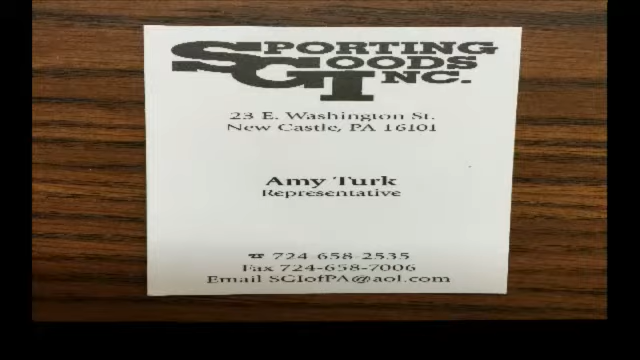 SPORTING
GOODS
INC.
23 E. Washington St.
New Castle, PA 16101
Amy Turk
Representative
☎ 724-658-2535
Fax 724-658-7006
Email SGIofPA@aol.com